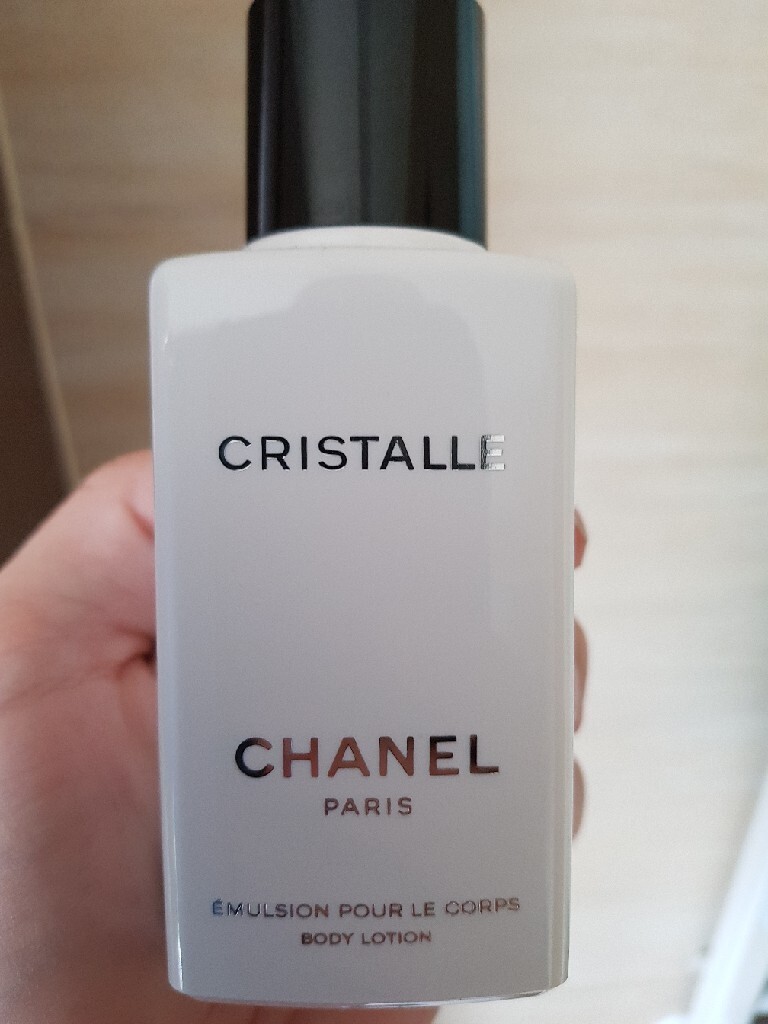 CRISTALLE
CHANEL
PARIS
ÉMULSION POUR LE CORPS
BODY LOTION